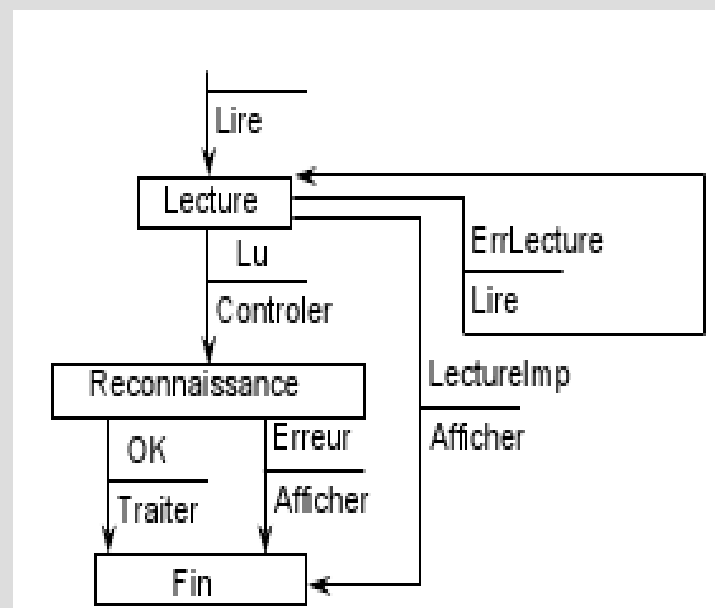 Lire
Lecture
Lu
Controler
ErrLecture
Lire
Reconnaissance
LectureImp
Afficher
OK
Traiter
Erreur
Afficher
Fin